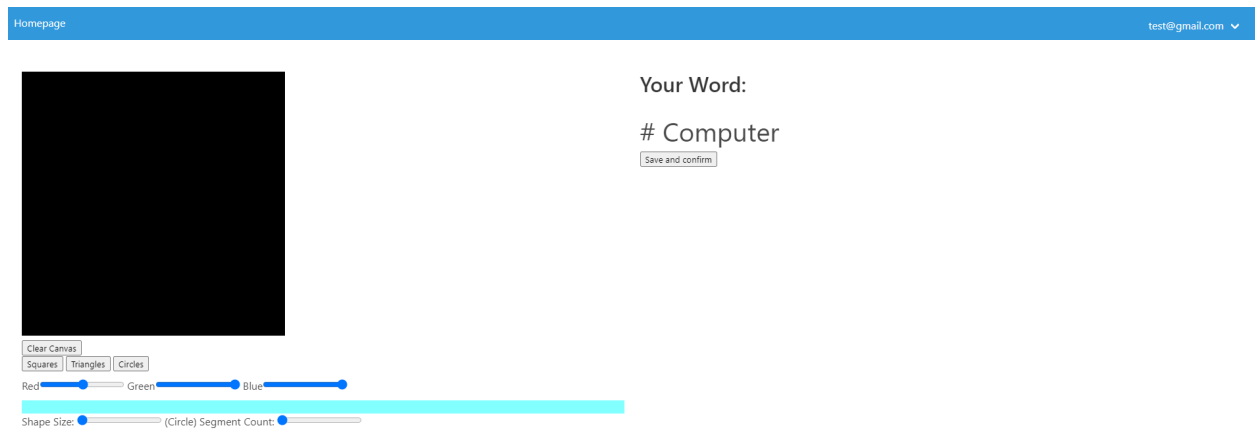 Homepage
test@gmail.com
Your Word:
# Computer
Save and confirm
Clear Canvas
Squares Triangles Circles
Red Green Blue
Shape Size: (Circle) Segment Count: